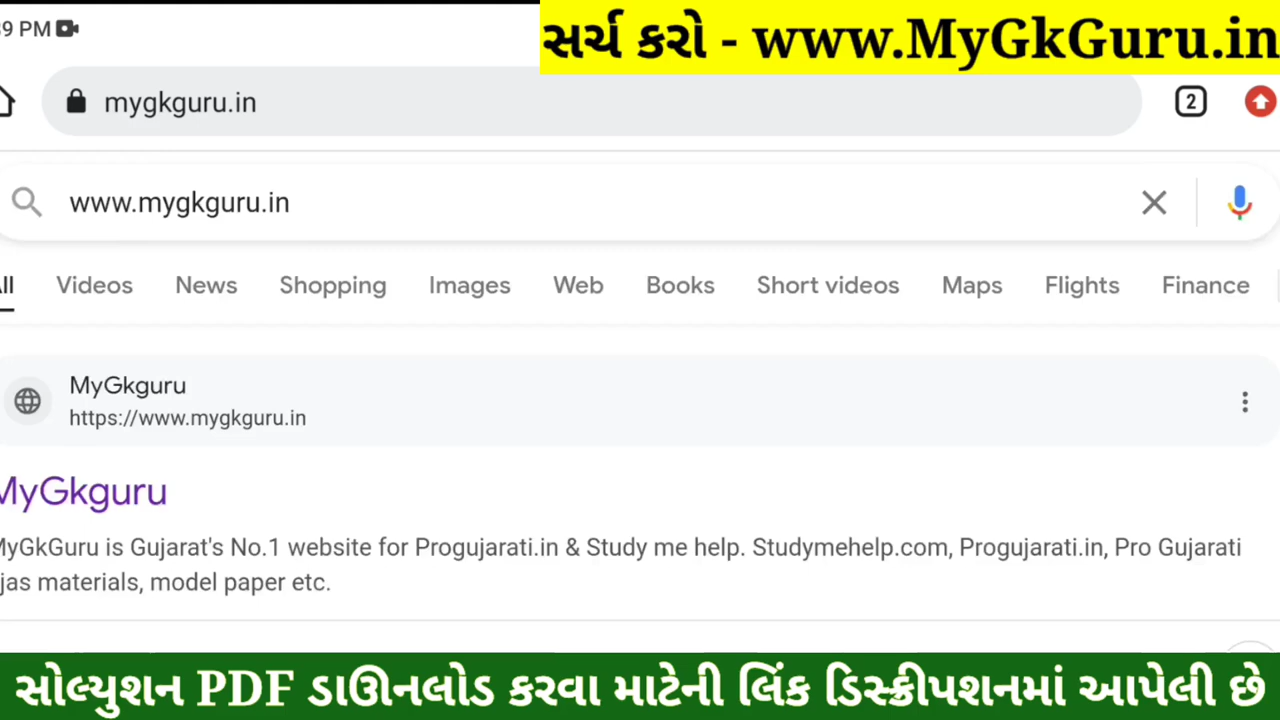 39 PM
સર્ચ કરો - www.MyGkGuru.in
mygkguru.in
2
www.mygkguru.in
All Videos News Shopping Images Web Books Short videos Maps Flights Finance
MyGkguru
https://www.mygkguru.in
MyGkguru
MyGkGuru is Gujarat's No.1 website for Progujarati.in & Study me help. Studymehelp.com, Progujarati.in, Pro Gujarati
jas materials, model paper etc.
સોલ્યુશન PDF ડાઊનલોડ કરવા માટેની લિંક ડિસ્ક્રીપશનમાં આપેલી છે